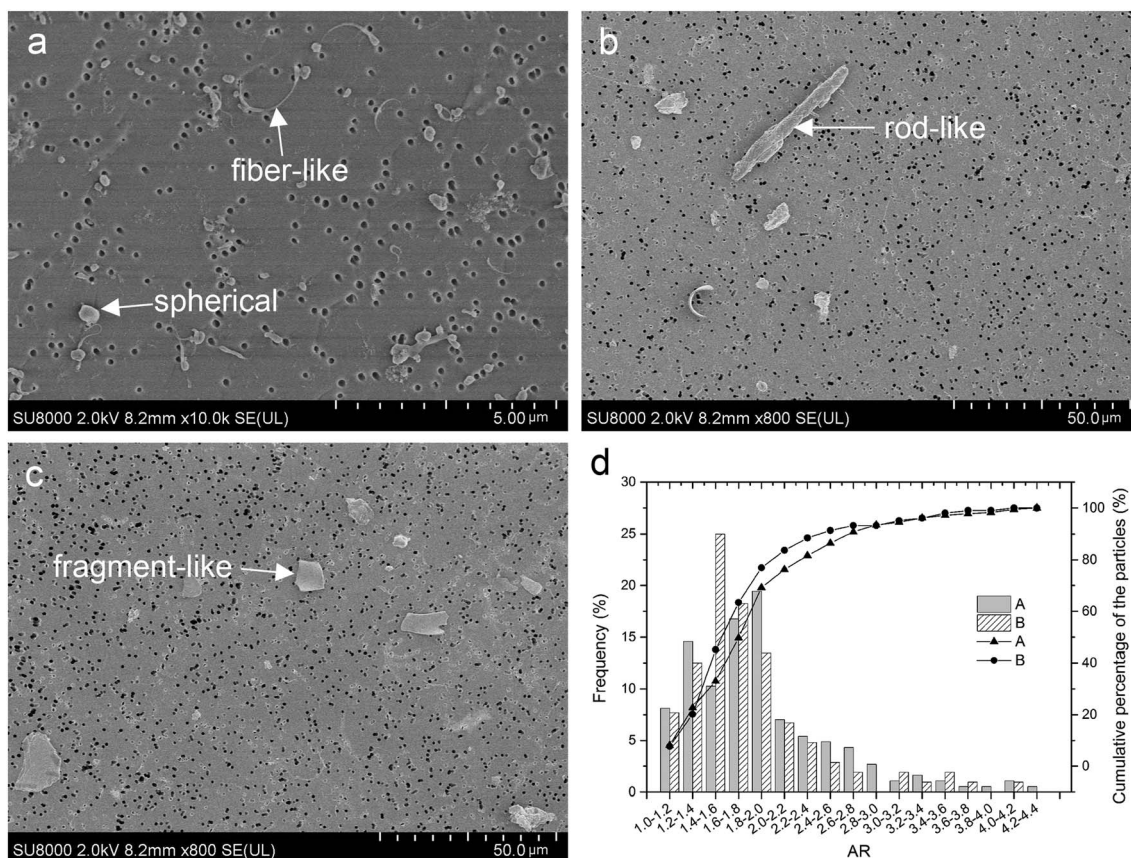 a
fiber-like
spherical
SU8000 2.0kV 8.2mm x10.0k SE(UL) 5.00μm
b
rod-like
SU8000 2.0kV 8.2mm x800 SE(UL) 50.0μm
c
fragment-like
SU8000 2.0kV 8.2mm x800 SE(UL) 50.0μm
d
30
25
20
15
10
5
0
Frequency (%)
100
80
60
40
20
0
Cumulative percentage of the particles (%)
A
B
A
B
1.0-1.2 1.2-1.4 1.4-1.6 1.6-1.8 1.8-2.0 2.0-2.2 2.2-2.4 2.4-2.6 2.6-2.8 2.8-3.0 3.0-3.2 3.2-3.4 3.4-3.6 3.6-3.8 3.8-4.0 4.0-4.2 4.2-4.4
AR